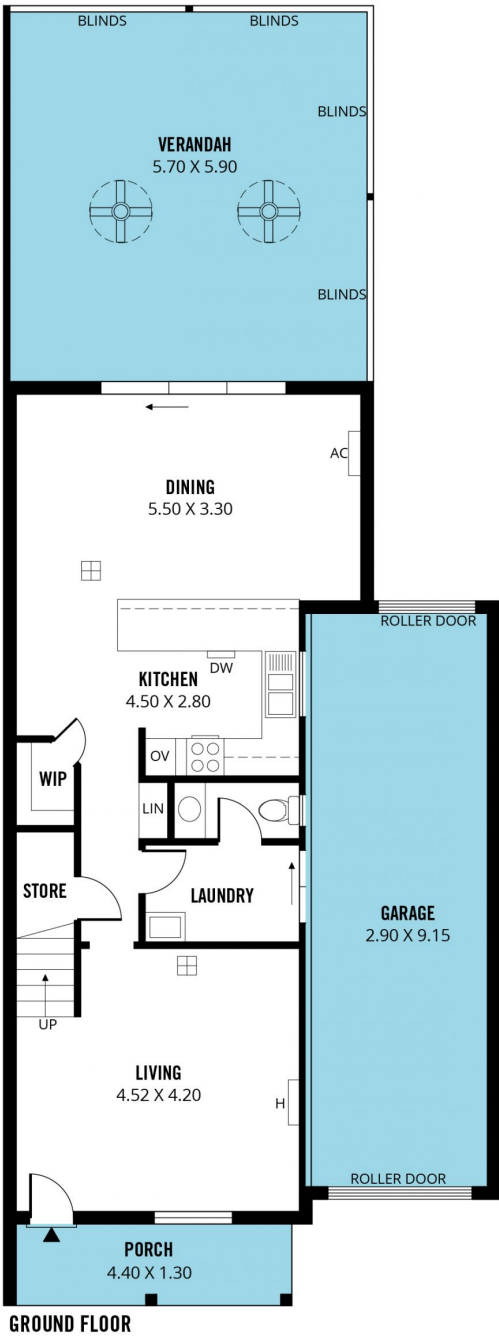 BLINDS BLINDS
BLINDS
VERANDAH
5.70 X 5.90
BLINDS
AC
DINING
5.50 X 3.30
ROLLER DOOR
DW
KITCHEN
4.50 X 2.80
OV
WIP
LIN
STORE
LAUNDRY
GARAGE
2.90 X 9.15
UP
LIVING
4.52 X 4.20
H
ROLLER DOOR
PORCH
4.40 X 1.30
GROUND FLOOR